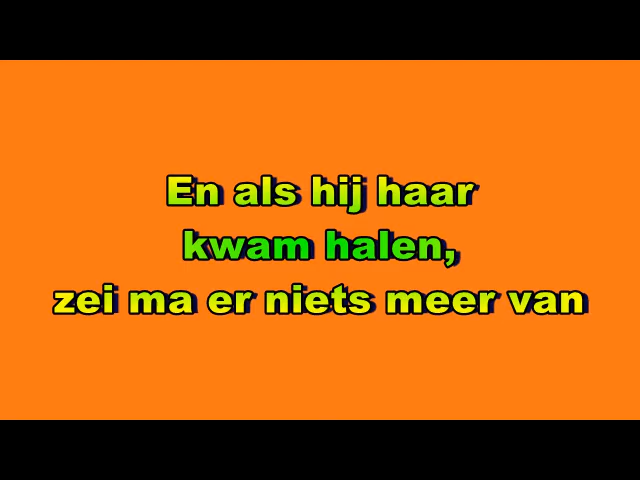 En als hij haar
kwam halen,
zei ma er niets meer van